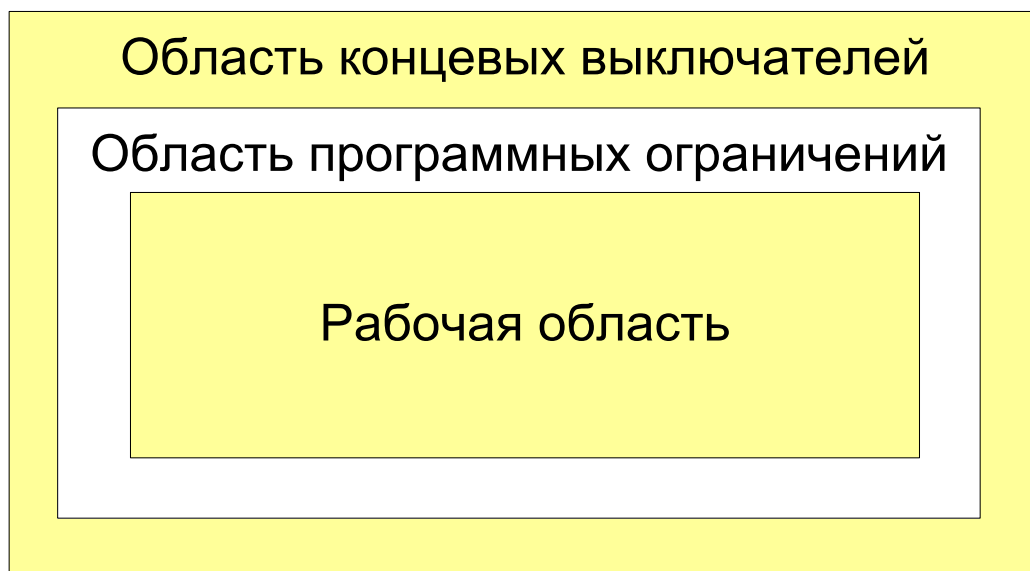 Область концевых выключателей
Область программных ограничений
Рабочая область